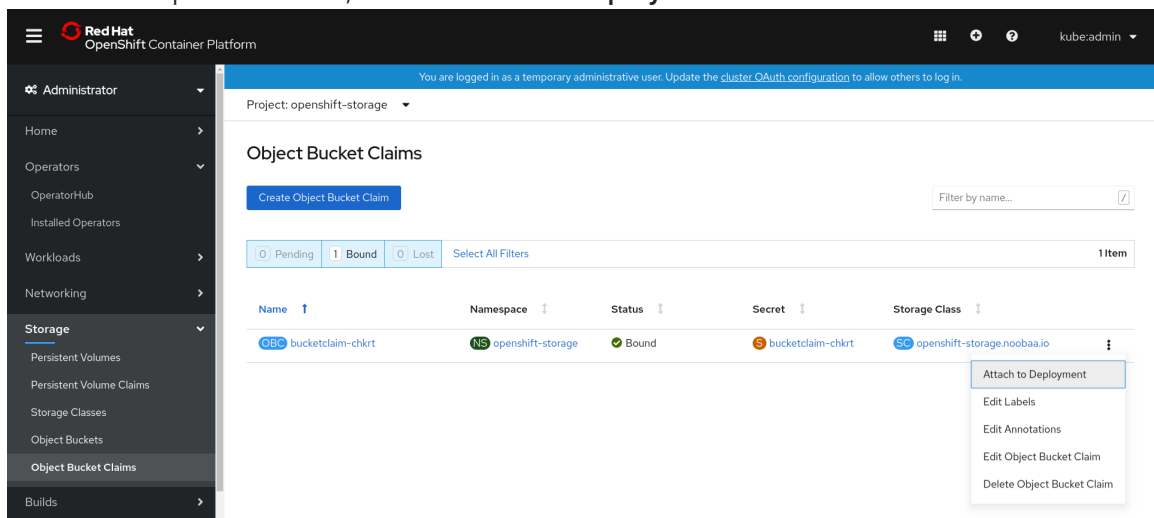 Red Hat
OpenShift Container Platform
kube:admin
Administrator
You are logged in as a temporary administrative user. Update the cluster OAuth configuration to allow others to log in.
Project: openshift-storage
Home
Operators
OperatorHub
Installed Operators
Workloads
Networking
Storage
Persistent Volumes
Persistent Volume Claims
Storage Classes
Object Buckets
Object Bucket Claims
Builds
Object Bucket Claims
Create Object Bucket Claim
Filter by name... /
0 Pending 1 Bound 0 Lost Select All Filters 1 Item
Name Namespace Status Secret Storage Class
OBC bucketclaim-chkrt NS openshift-storage Bound S bucketclaim-chkrt SC openshift-storage.noobaa.io
Attach to Deployment
Edit Labels
Edit Annotations
Edit Object Bucket Claim
Delete Object Bucket Claim